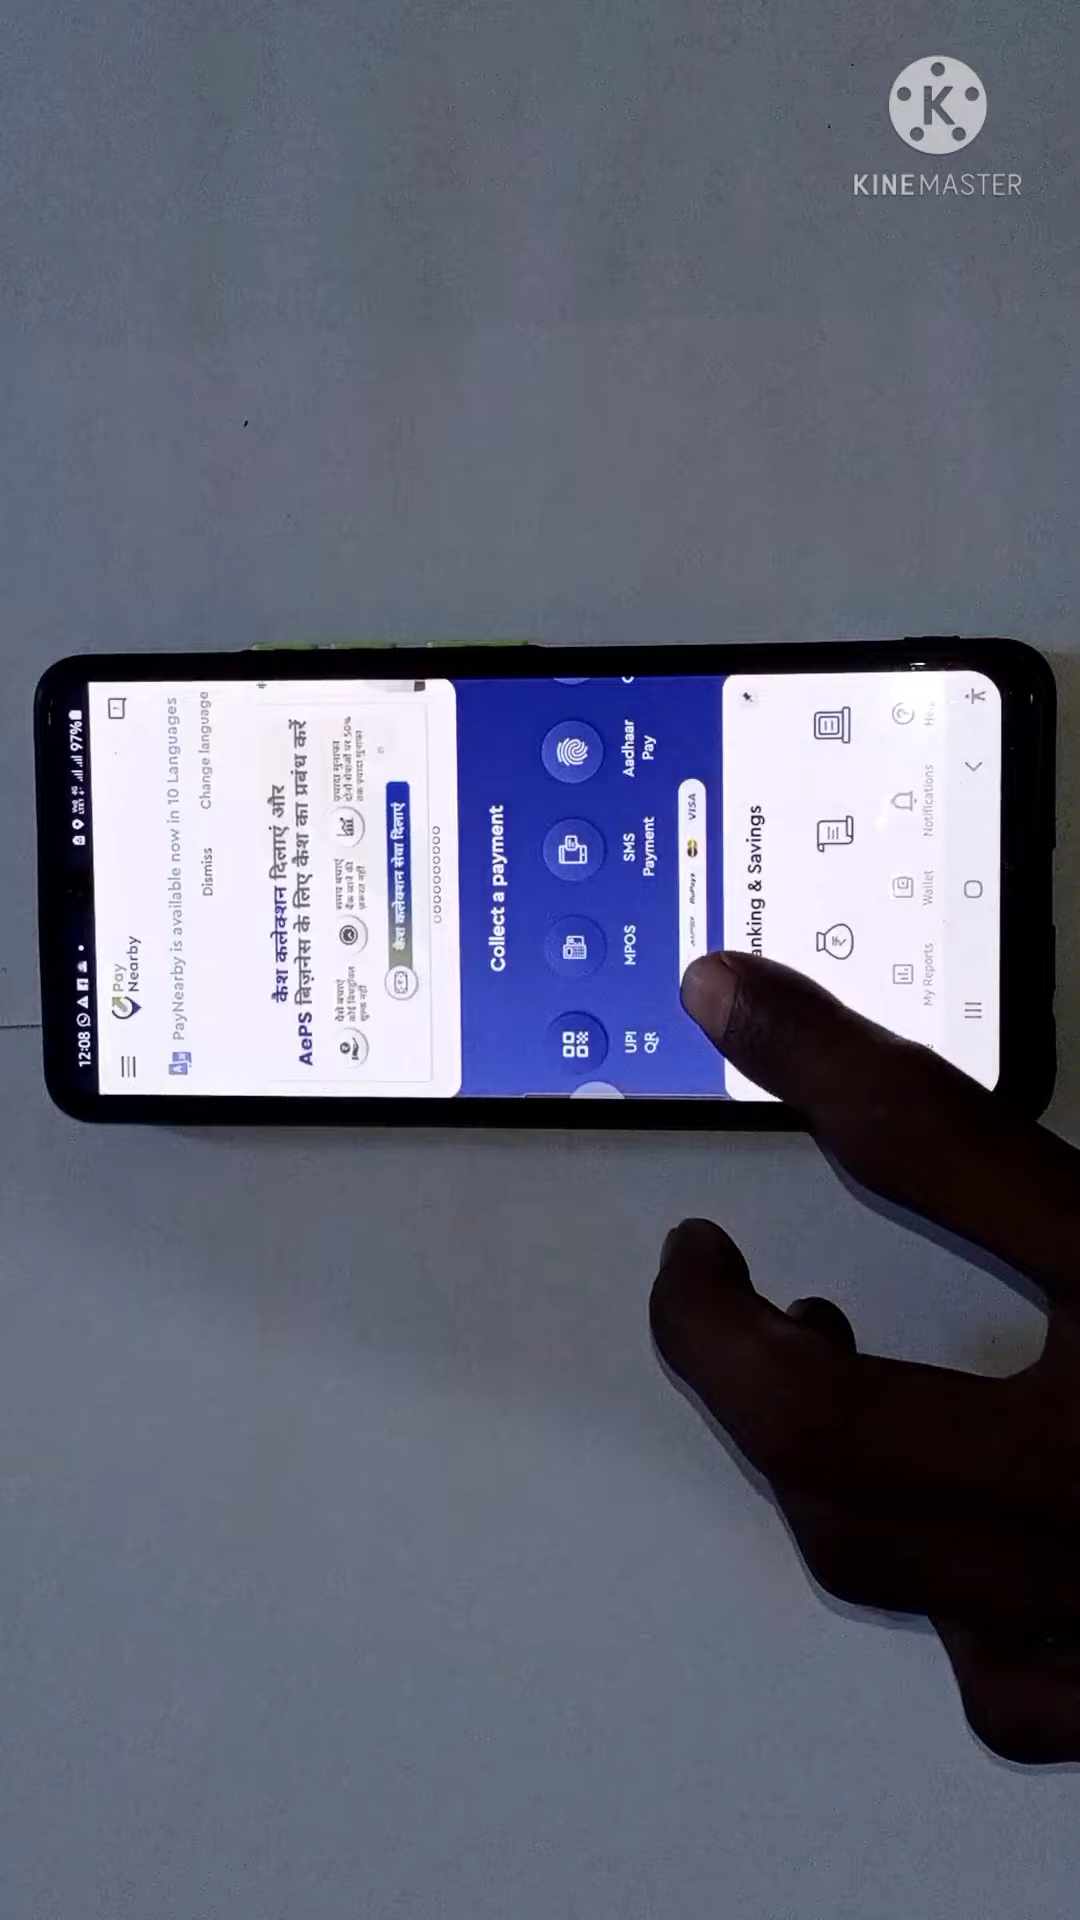 KINEMASTER
12:08
97%
Pay
Nearby
PayNearby is available now in 10 Languages
Dismiss
Change language
कैश कलेक्शन दिलाएं और
AePS बिज़नेस के लिए कैश का प्रबंध करें
कैश कलेक्शन सेवा दिलाएं
Collect a payment
UPI
QR
MPOS
SMS
Payment
Aadhaar
Pay
RuPay
VISA
anking & Savings
My Reports
Wallet
Notifications